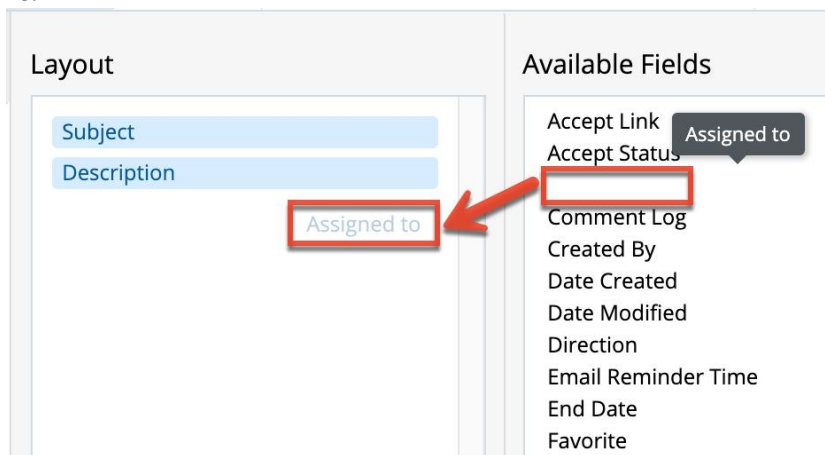 Layout
Subject
Description
Assigned to
Available Fields
Accept Link
Assigned to
Accept Status
Comment Log
Created By
Date Created
Date Modified
Direction
Email Reminder Time
End Date
Favorite